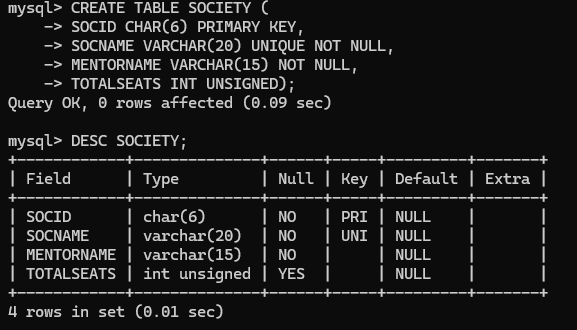 mysql> CREATE TABLE SOCIETY (
    -> SOCID CHAR(6) PRIMARY KEY,
    -> SOCNAME VARCHAR(20) UNIQUE NOT NULL,
    -> MENTORNAME VARCHAR(15) NOT NULL,
    -> TOTALSEATS INT UNSIGNED);
Query OK, 0 rows affected (0.09 sec)

mysql> DESC SOCIETY;
+------------+--------------+------+-----+---------+-------+
| Field      | Type         | Null | Key | Default | Extra |
+------------+--------------+------+-----+---------+-------+
| SOCID      | char(6)      | NO   | PRI | NULL    |       |
| SOCNAME    | varchar(20)  | NO   | UNI | NULL    |       |
| MENTORNAME | varchar(15)  | NO   |     | NULL    |       |
| TOTALSEATS | int unsigned | YES  |     | NULL    |       |
+------------+--------------+------+-----+---------+-------+
4 rows in set (0.01 sec)